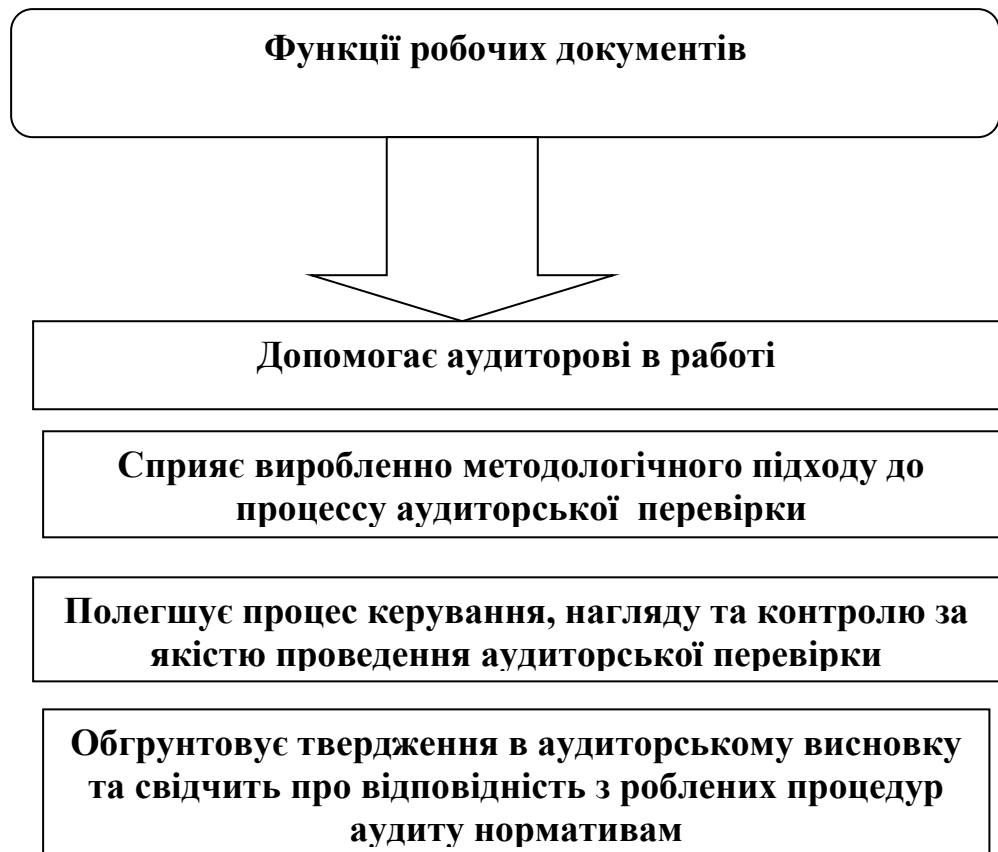 Функції робочих документів
Допомогає аудиторові в работі
Сприяє виробленно методологічного підходу до
процессу аудиторської перевірки
Полегшує процес керування, нагляду та контролю за
якістю проведення аудиторської перевірки
Обгрунтовує твердження в аудиторському висновку
та свідчить про відповідність з роблених процедур
аудиту нормативам